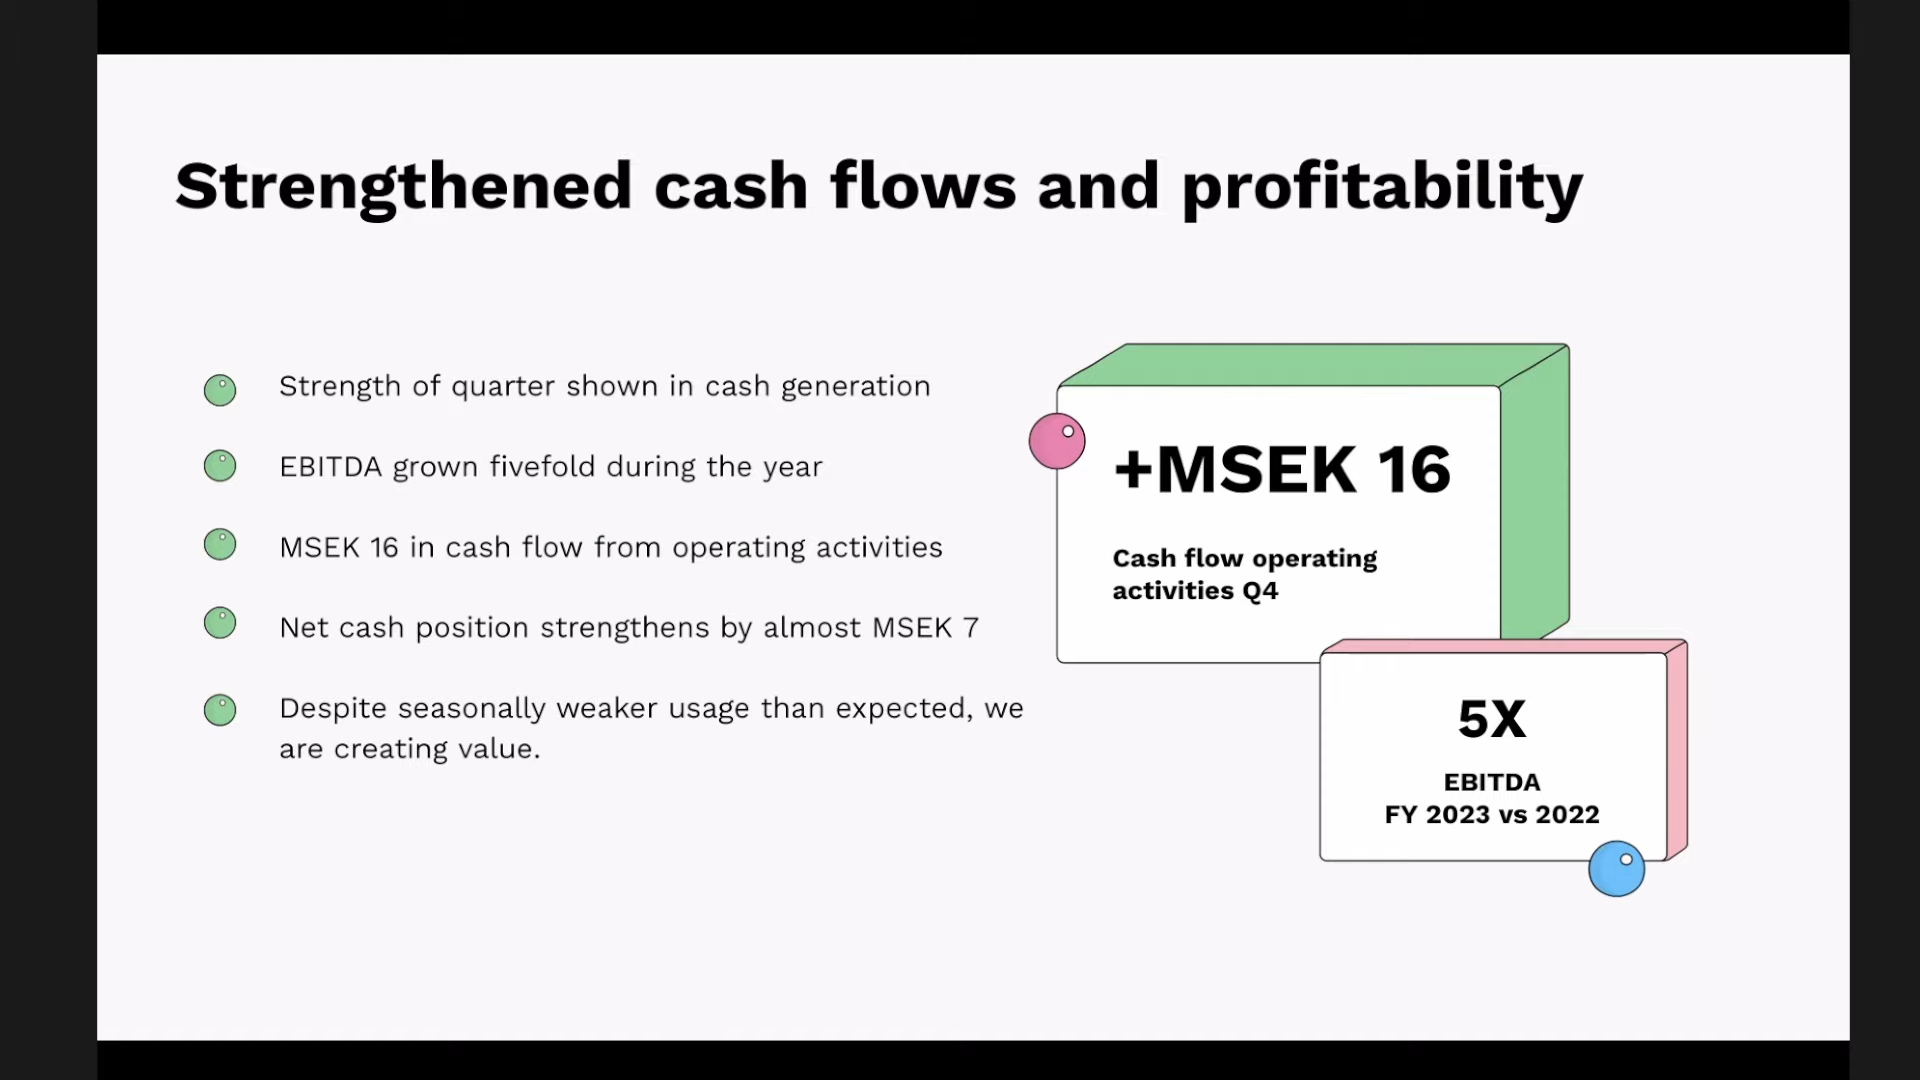 Strengthened cash flows and profitability
Strength of quarter shown in cash generation
EBITDA grown fivefold during the year
MSEK 16 in cash flow from operating activities
Net cash position strengthens by almost MSEK 7
Despite seasonally weaker usage than expected, we
are creating value.
+MSEK 16
Cash flow operating
activities Q4
5X
EBITDA
FY 2023 vs 2022